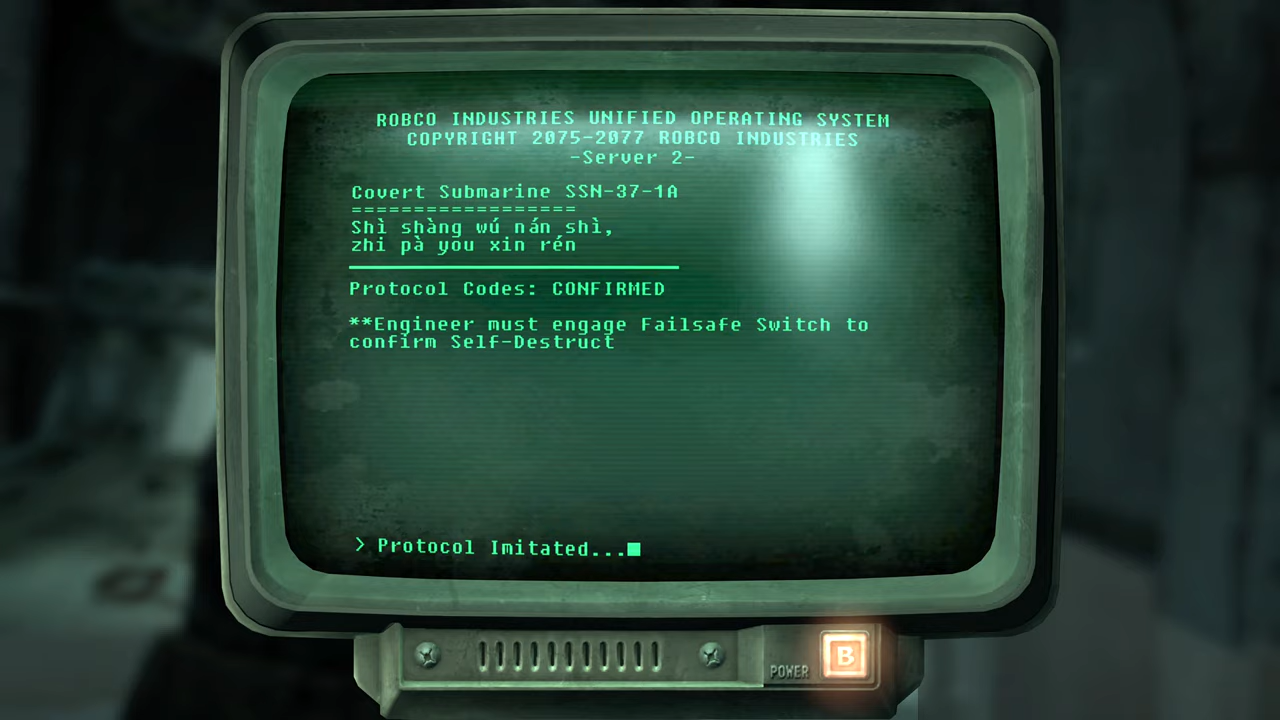 ROBCO INDUSTRIES UNIFIED OPERATING SYSTEM
COPYRIGHT 2075-2077 ROBCO INDUSTRIES
-Server 2-
Covert Submarine SSN-37-1A
==================
Shì shàng wú nán shì,
zhi pà you xin rén
Protocol Codes: CONFIRMED
**Engineer must engage Failsafe Switch to
confirm Self-Destruct
> Protocol Imitated...
POWER B